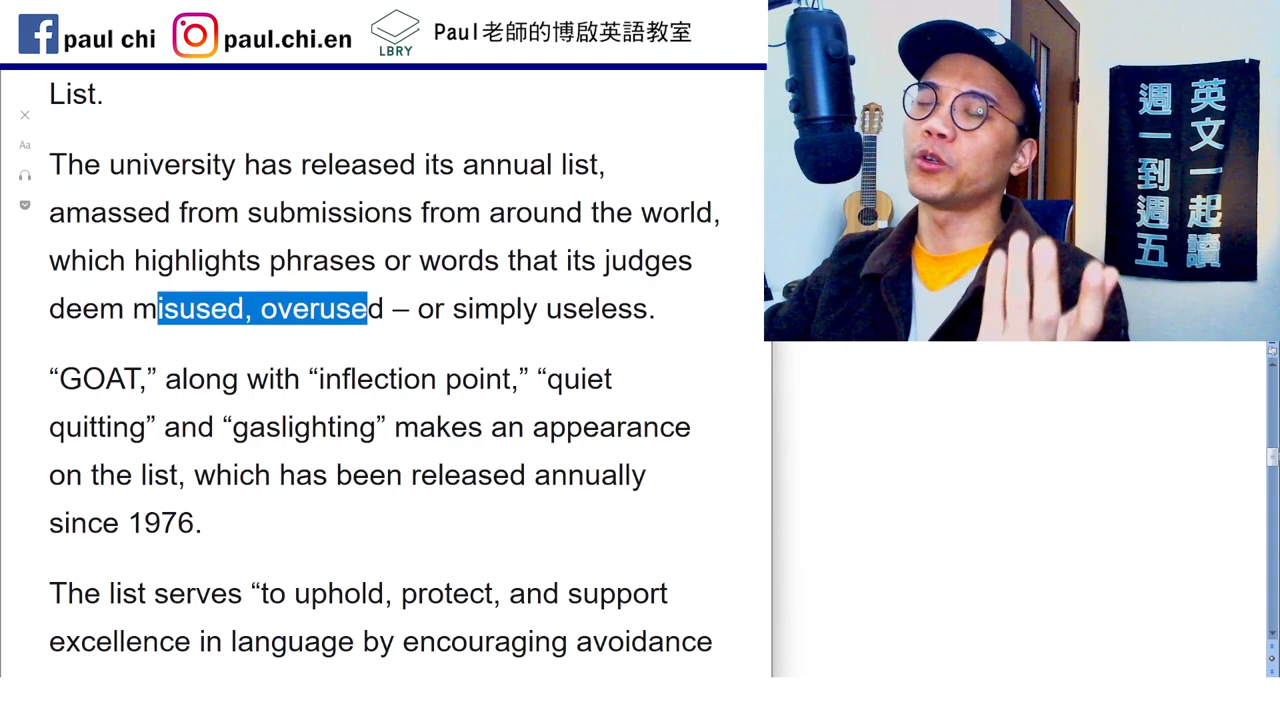 paul chi
paul.chi.en
LBRY
Paul老師的博啟英語教室
List.
Aa
The university has released its annual list,
amassed from submissions from around the world,
which highlights phrases or words that its judges
deem misused, overused – or simply useless.
“GOAT,” along with “inflection point,” “quiet
quitting” and “gaslighting” makes an appearance
on the list, which has been released annually
since 1976.
The list serves “to uphold, protect, and support
excellence in language by encouraging avoidance
英文一起讀
週一到週五